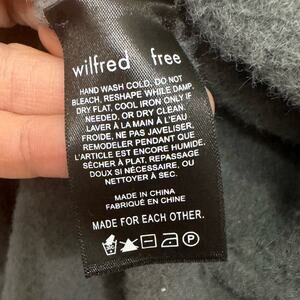 wilfred free
HAND WASH COLD, DO NOT
BLEACH, RESHAPE WHILE DAMP,
DRY FLAT, COOL IRON ONLY IF
NEEDED, OR DRY CLEAN.
LAVER À LA MAIN À L'EAU
FROIDE, NE PAS JAVELISER,
REMODELER PENDANT QUE
L'ARTICLE EST ENCORE HUMIDE,
SÉCHER À PLAT, REPASSAGE
DOUX SI NÉCESSAIRE, OU
NETTOYER À SEC.
MADE IN CHINA
FABRIQUÉ EN CHINE
MADE FOR EACH OTHER.
P